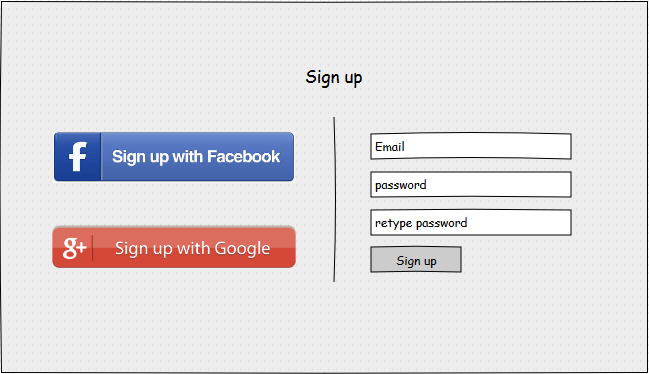 Sign up
f Sign up with Facebook
g+ Sign up with Google
Email
password
retype password
Sign up